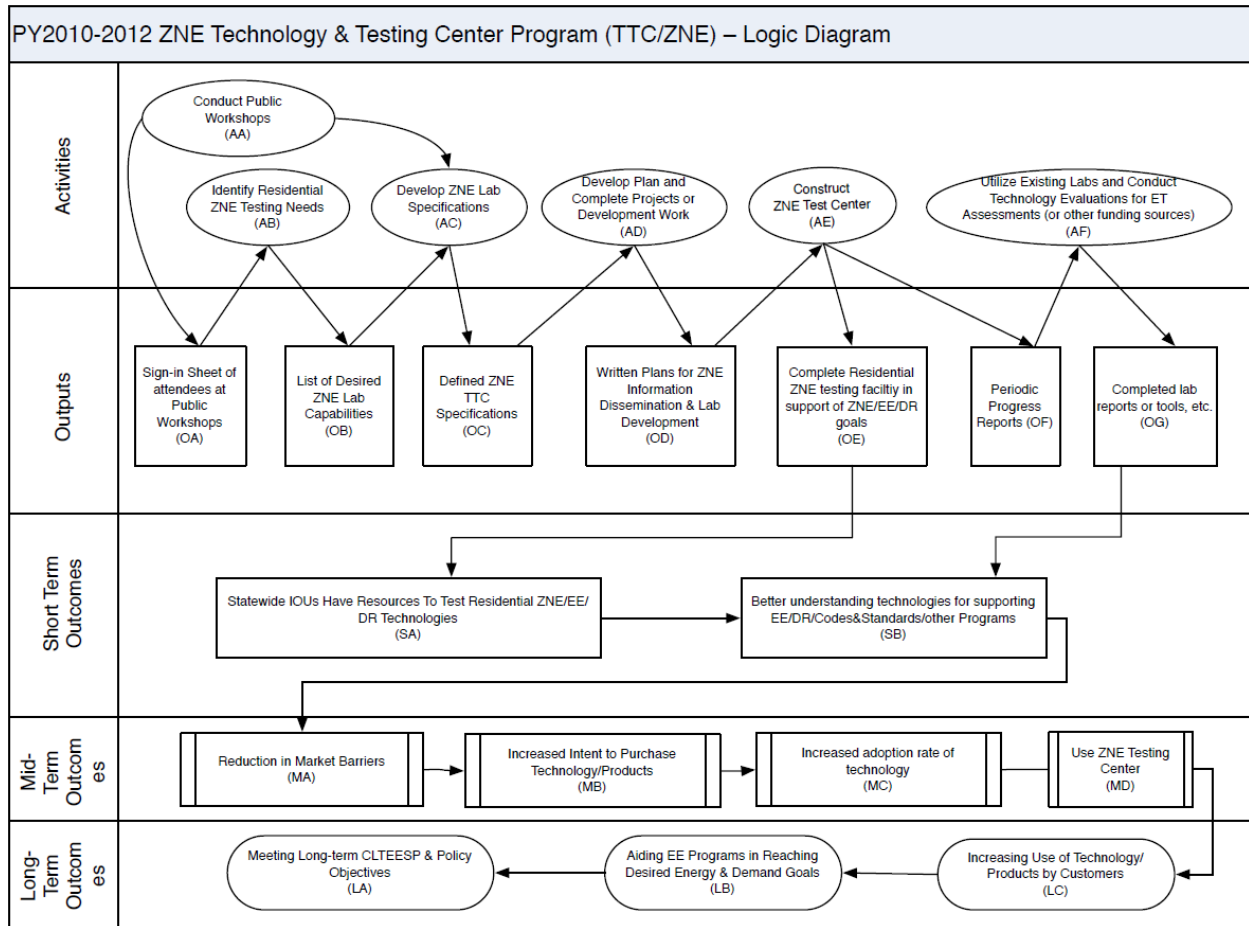 PY2010-2012 ZNE Technology & Testing Center Program (TTC/ZNE) – Logic Diagram
Activities
Conduct Public
Workshops
(AA)
Identify Residential
ZNE Testing Needs
(AB)
Develop ZNE Lab
Specifications
(AC)
Develop Plan and
Complete Projects or
Development Work
(AD)
Construct
ZNE Test Center
(AE)
Utilize Existing Labs and Conduct
Technology Evaluations for ET
Assessments (or other funding sources)
(AF)
Outputs
Sign-in Sheet of
attendees at
Public
Workshops
(OA)
List of Desired
ZNE Lab
Capabilities
(OB)
Defined ZNE
TTC
Specifications
(OC)
Written Plans for ZNE
Information
Dissemination & Lab
Development
(OD)
Complete Residential
ZNE testing faciltiy in
support of ZNE/EE/DR
goals
(OE)
Periodic
Progress
Reports (OF)
Completed lab
reports or tools, etc.
(OG)
Short Term
Outcomes
Statewide IOUs Have Resources To Test Residential ZNE/EE/
DR Technologies
(SA)
Better understanding technologies for supporting
EE/DR/Codes&Standards/other Programs
(SB)
Mid-
Term
Outcom
es
Reduction in Market Barriers
(MA)
Increased Intent to Purchase
Technology/Products
(MB)
Increased adoption rate of
technology
(MC)
Use ZNE Testing
Center
(MD)
Long-
Term
Outcom
es
Meeting Long-term CLTEESP & Policy
Objectives
(LA)
Aiding EE Programs in Reaching
Desired Energy & Demand Goals
(LB)
Increasing Use of Technology/
Products by Customers
(LC)